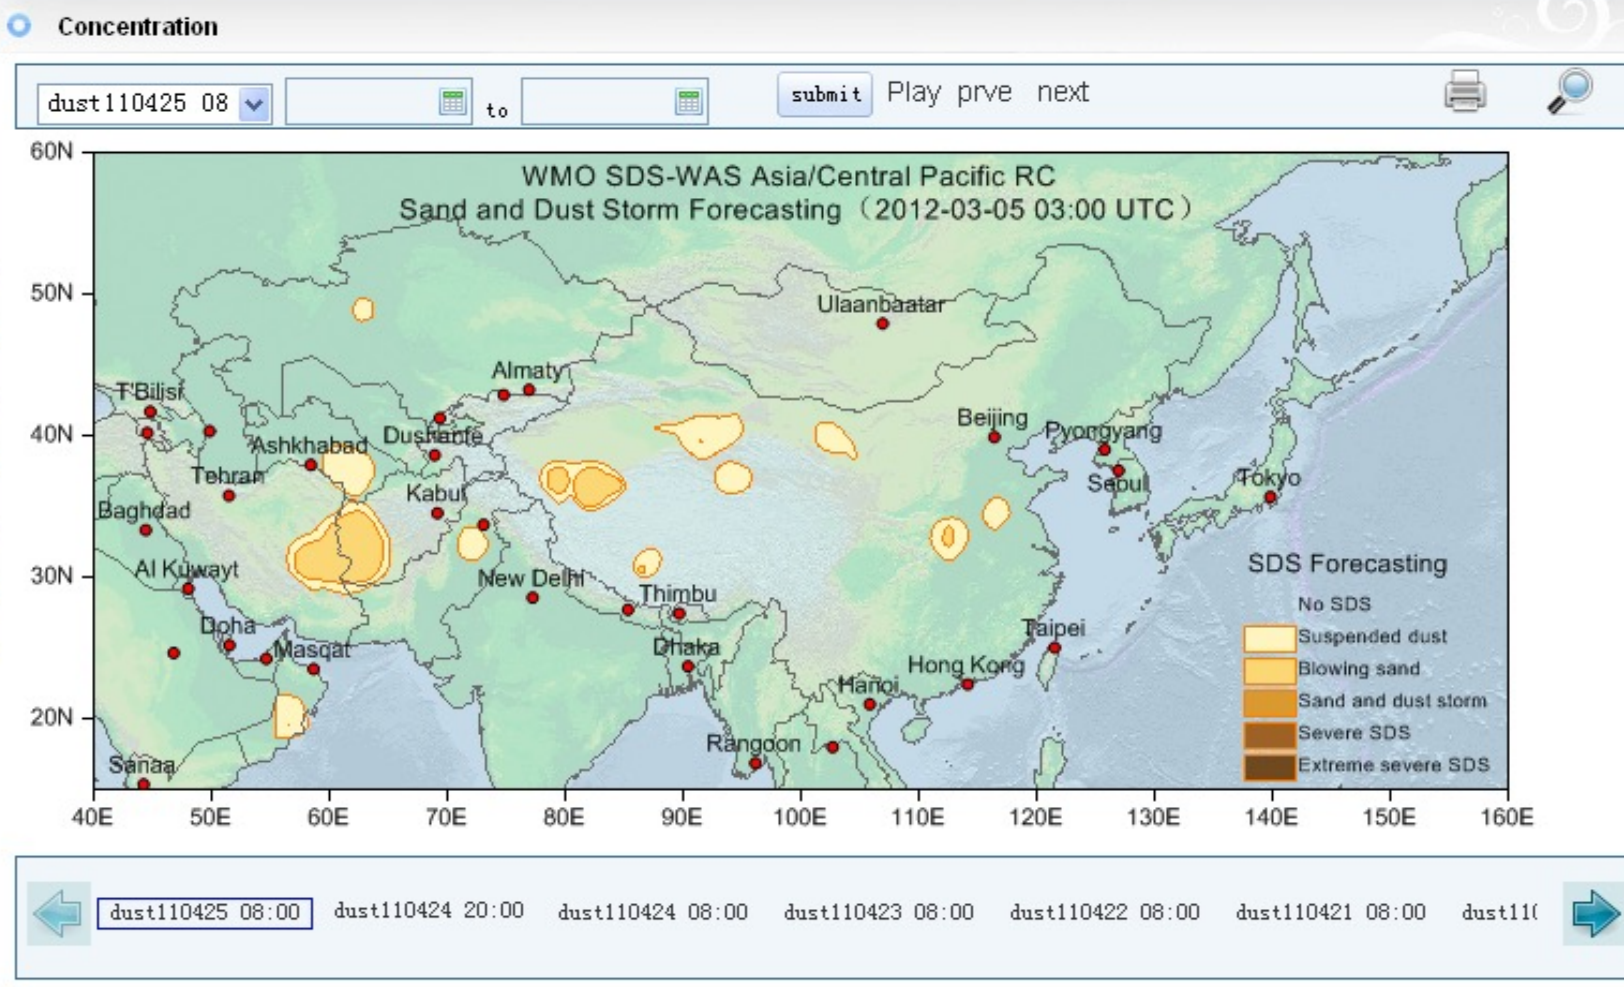 Concentration
dust110425 08
to
submit
Play prve next
WMO SDS-WAS Asia/Central Pacific RC
Sand and Dust Storm Forecasting（2012-03-05 03:00 UTC）
60N
50N
40N
30N
20N
Ulaanbaatar
Almaty
T'Bilisi
Beijing
Pyongyang
Ashkhabad
Dushanbe
Tehran
Tokyo
Seoul
Kabul
Baghdad
Al Kuwayt
New Delhi
Thimbu
Doha
Taipei
Masqat
Dhaka
Hong Kong
Hanoi
Rangoon
Sanaa
SDS Forecasting
No SDS
Suspended dust
Blowing sand
Sand and dust storm
Severe SDS
Extreme severe SDS
40E 50E 60E 70E 80E 90E 100E 110E 120E 130E 140E 150E 160E
dust110425 08:00 dust110424 20:00 dust110424 08:00 dust110423 08:00 dust110422 08:00 dust110421 08:00 dust11(